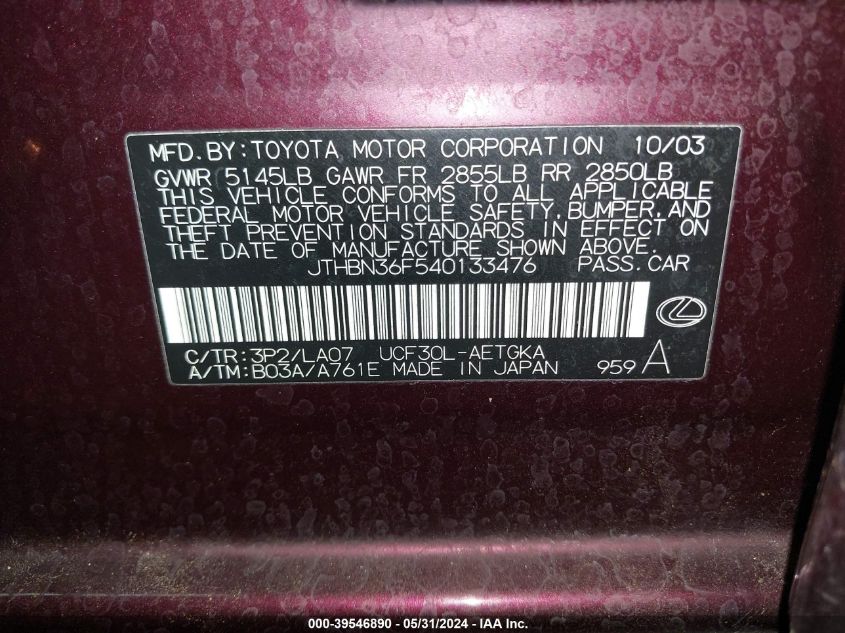 MFD. BY: TOYOTA MOTOR CORPORATION 10/03
GVWR 5145LB GAWR FR 2855LB RR 2850LB
THIS VEHICLE CONFORMS TO ALL APPLICABLE
FEDERAL MOTOR VEHICLE SAFETY, BUMPER, AND
THEFT PREVENTION STANDARDS IN EFFECT ON
THE DATE OF MANUFACTURE SHOWN ABOVE.
JTHBN36F540133476 PASS. CAR
C/TR: 3P2/LA07 UCF30L-AETGKA
A/TM: B03A/A761E MADE IN JAPAN 959 A
000-39546890 - 05/31/2024 - IAAI Inc.